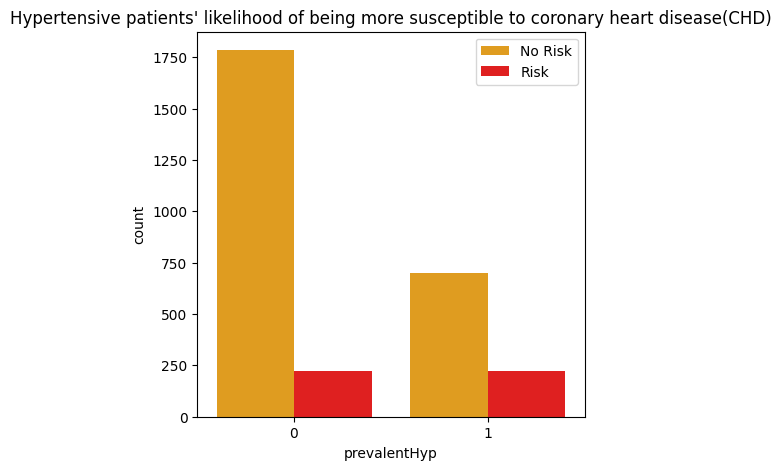 Hypertensive patients' likelihood of being more susceptible to coronary heart disease(CHD)
No Risk
Risk
1750
1500
1250
1000
750
500
250
0
count
0 1
prevalentHyp